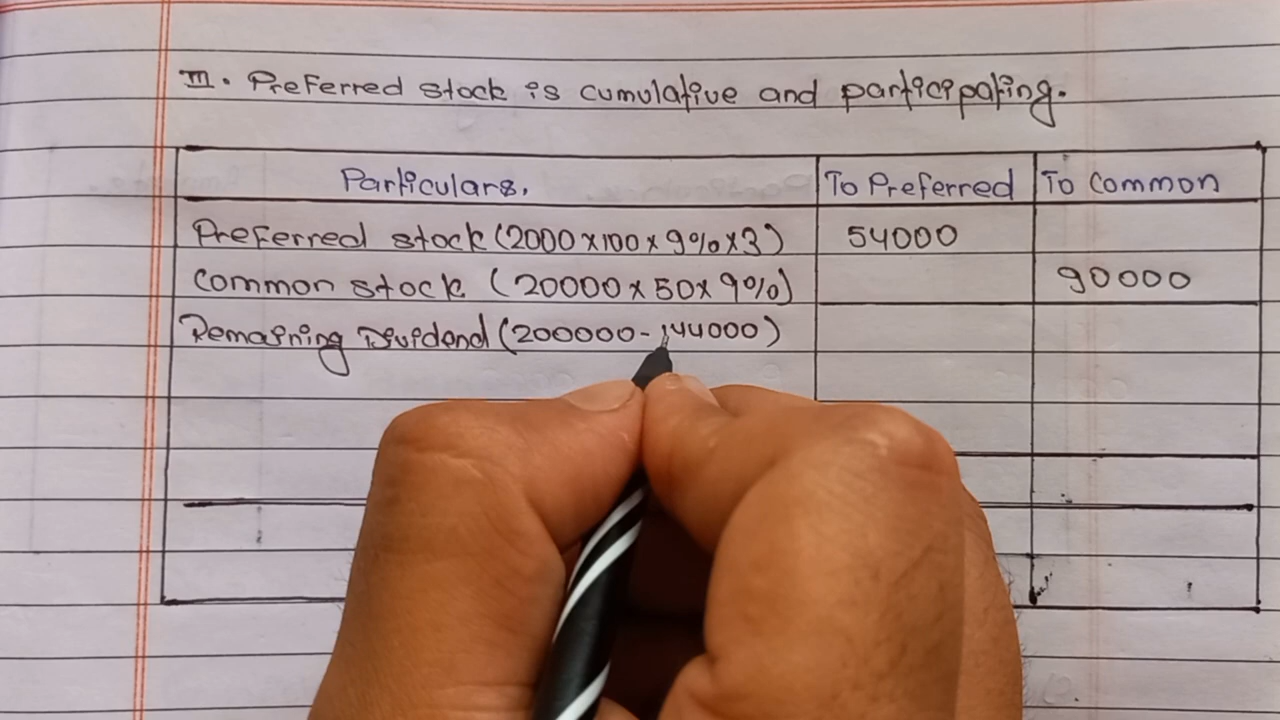 III. Preferred stock is cumulative and participating.
Particulars. To Preferred To Common
Preferred stock (2000×100×9%×3) 54000
Common stock (20000×50×9%) 90000
Remaining Dividend (200000-144000)